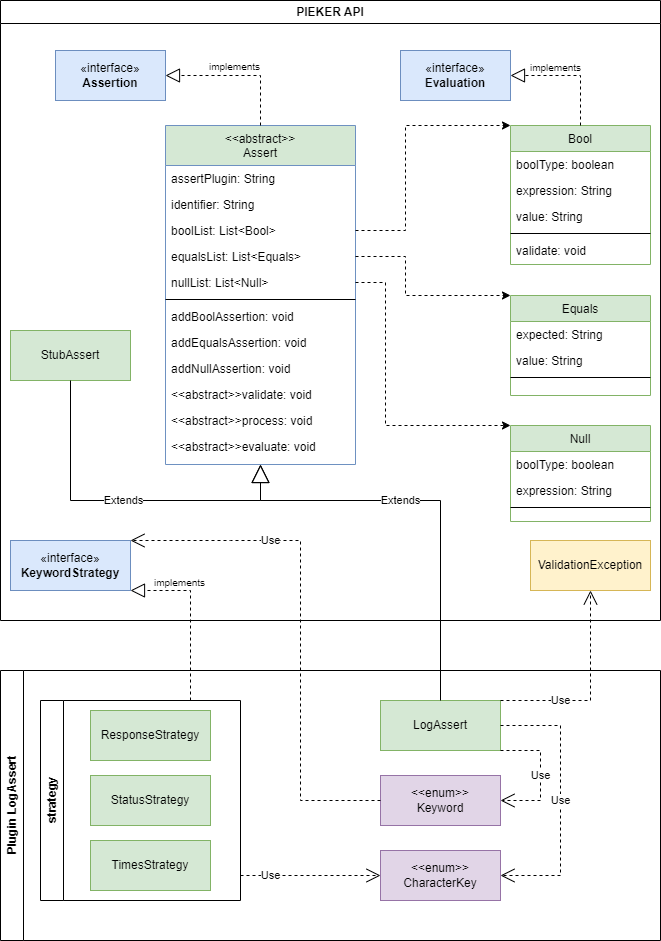 PIEKER API
«interface»
Assertion
implements
«interface»
Evaluation
implements
<<abstract>>
Assert
assertPlugin: String
identifier: String
boolList: List<Bool>
equalsList: List<Equals>
nullList: List<Null>
addBoolAssertion: void
addEqualsAssertion: void
addNullAssertion: void
<<abstract>>validate: void
<<abstract>>process: void
<<abstract>>evaluate: void
Bool
boolType: boolean
expression: String
value: String
validate: void
Equals
expected: String
value: String
Null
boolType: boolean
expression: String
StubAssert
Extends
Extends
«interface»
KeywordStrategy
Use
implements
ValidationException
Plugin LogAssert
strategy
ResponseStrategy
StatusStrategy
TimesStrategy
LogAssert
Use
Use
Use
<<enum>>
Keyword
<<enum>>
CharacterKey
Use